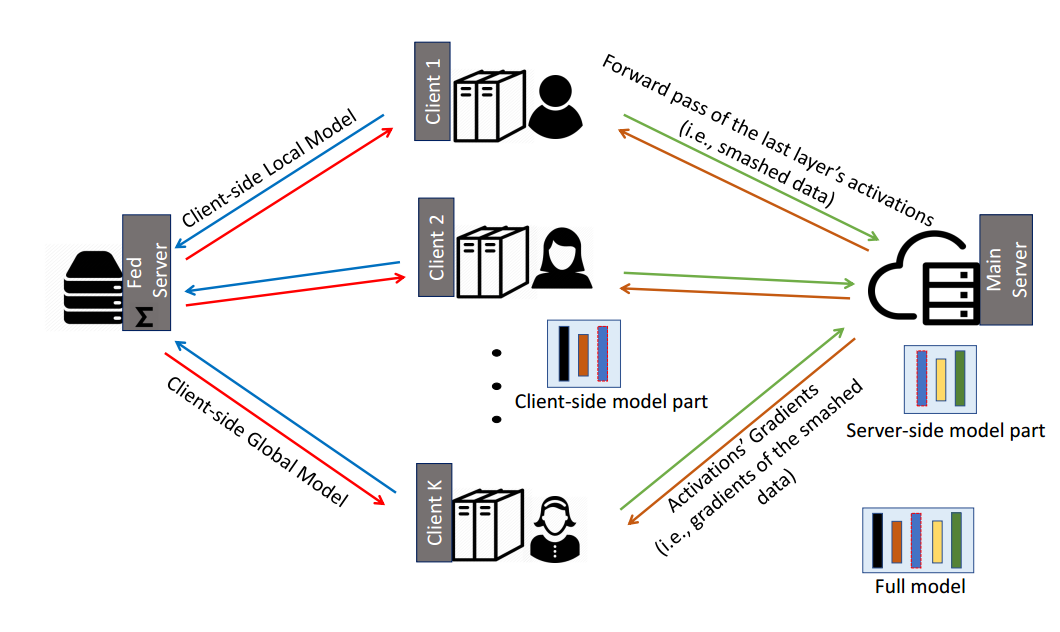 Client 1
Forward pass of the last layer's activations
(i.e., smashed data)
Client-side Local Model
Client 2
Fed
Server
Σ
Main
Server
Client-side model part
Server-side model part
Client-side Global Model
Activations' Gradients
(i.e., gradients of the smashed
data)
Client K
Full model